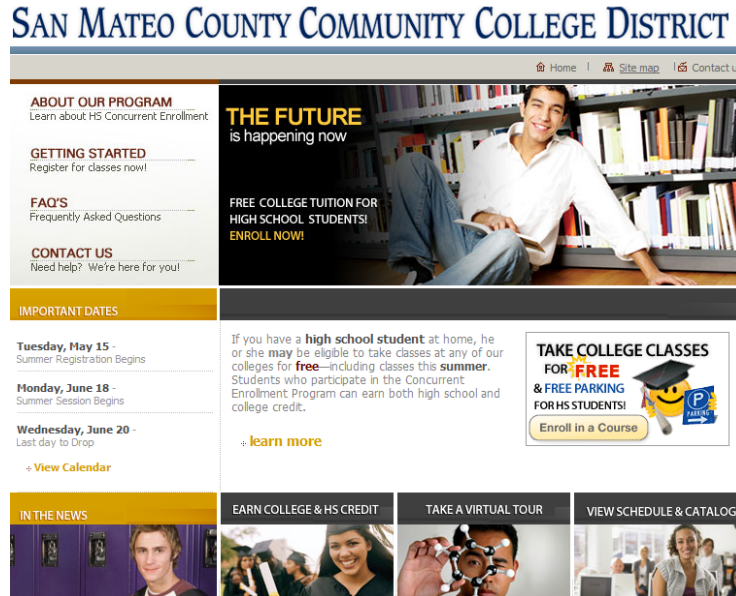 SAN MATEO COUNTY COMMUNITY COLLEGE DISTRICT
Home
Site map
Contact u
ABOUT OUR PROGRAM
Learn about HS Concurrent Enrollment
GETTING STARTED
Register for classes now!
FAQ'S
Frequently Asked Questions
CONTACT US
Need help? We're here for you!
THE FUTURE
is happening now
FREE COLLEGE TUITION FOR
HIGH SCHOOL STUDENTS!
ENROLL NOW!
IMPORTANT DATES
Tuesday, May 15 -
Summer Registration Begins
Monday, June 18 -
Summer Session Begins
Wednesday, June 20 -
Last day to Drop
View Calendar
If you have a high school student at home, he
or she may be eligible to take classes at any of our
colleges for free—including classes this summer.
Students who participate in the Concurrent
Enrollment Program can earn both high school and
college credit.
learn more
TAKE COLLEGE CLASSES
FOR FREE
& FREE PARKING
FOR HS STUDENTS!
Enroll in a Course
P
PARKING
IN THE NEWS
EARN COLLEGE & HS CREDIT
TAKE A VIRTUAL TOUR
VIEW SCHEDULE & CATALOG